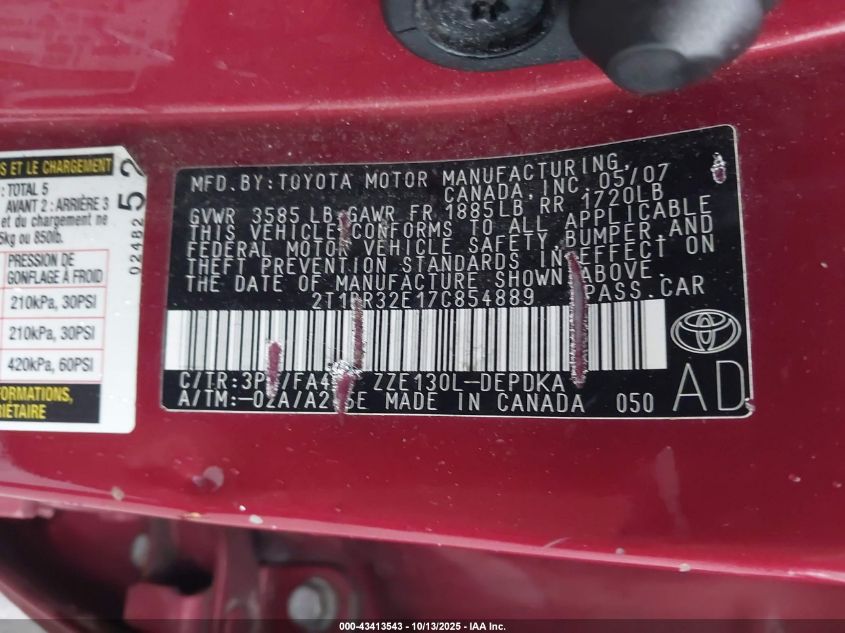 S ET LE CHARGEMENT
: TOTAL 5
AVANT 2 : ARRIÈRE 3
et du chargement ne
5kg ou 850lb.
PRESSION DE
GONFLAGE À FROID
210kPa, 30PSI
210kPa, 30PSI
420kPa, 60PSI
FORMATIONS,
RIÉTAIRE
52
02482
MFD.BY:TOYOTA MOTOR MANUFACTURING,
CANADA, INC. 05/07
GVWR 3585 LB GAWR FR 1885LB RR 1720LB
THIS VEHICLE CONFORMS TO ALL APPLICABLE
FEDERAL MOTOR VEHICLE SAFETY, BUMPER, AND
THEFT PREVENTION STANDARDS IN EFFECT ON
THE DATE OF MANUFACTURE SHOWN ABOVE.
2T1BR32E17C854889 PASS.CAR
C/TR: ZZE130L-DEPDKA
A/TM: MADE IN CANADA 050 AD
000-43413543 - 10/13/2025 - IAA Inc.